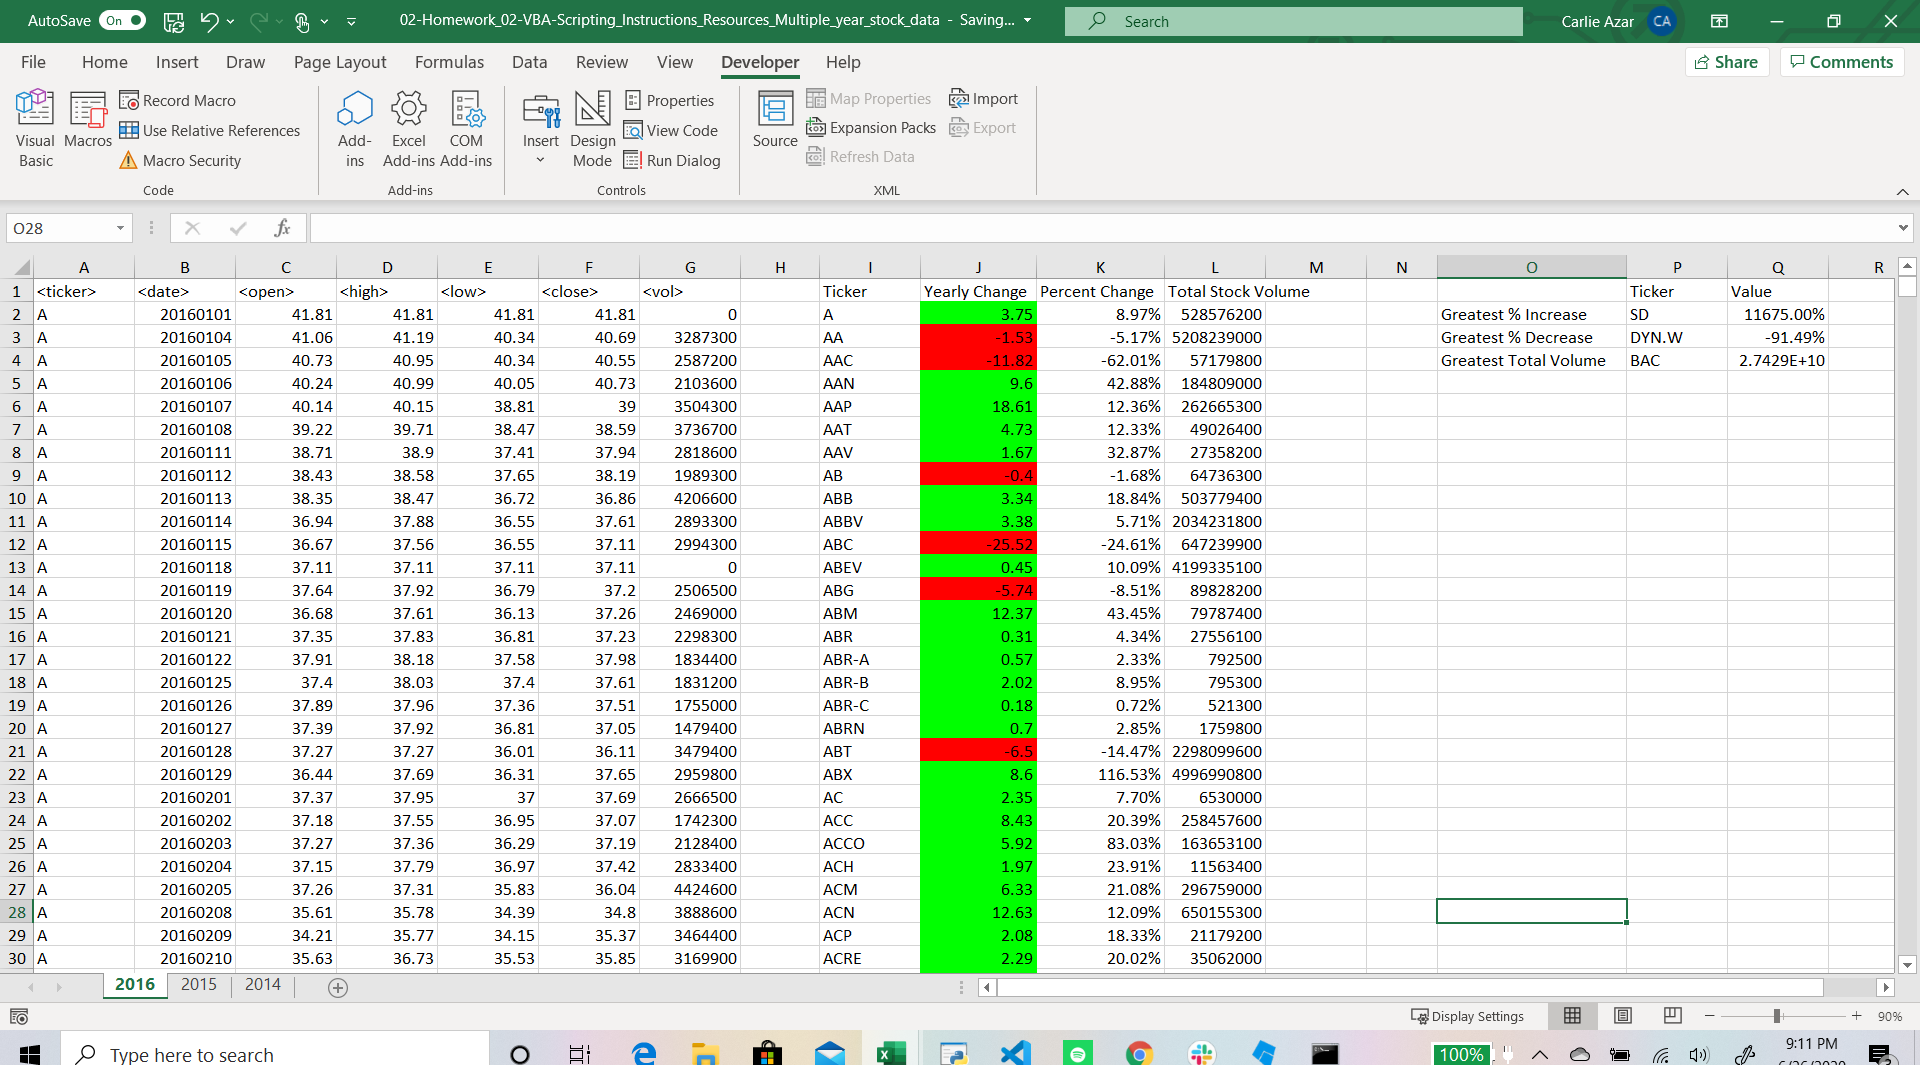 AutoSave On 02-Homework_02-VBA-Scripting_Instructions_Resources_Multiple_year_stock_data - Saving... Search Carlie Azar CA
File Home Insert Draw Page Layout Formulas Data Review View Developer Help Share Comments
Visual Basic Macros Record Macro Use Relative References Macro Security Code
Add-ins Excel Add-ins COM Add-ins Add-ins
Insert Design Mode Properties View Code Run Dialog Controls
Source Map Properties Expansion Packs Refresh Data Import Export XML
O28 fx
A B C D E F G H I J K L M N O P Q R
1 <ticker> <date> <open> <high> <low> <close> <vol> Ticker Yearly Change Percent Change Total Stock Volume Ticker Value
2 A 20160101 41.81 41.81 41.81 41.81 0 A 3.75 8.97% 528576200 Greatest % Increase SD 11675.00%
3 A 20160104 41.06 41.19 40.34 40.69 3287300 AA -1.53 -5.17% 5208239000 Greatest % Decrease DYN.W -91.49%
4 A 20160105 40.73 40.95 40.34 40.55 2587200 AAC -11.82 -62.01% 57179800 Greatest Total Volume BAC 2.7429E+10
5 A 20160106 40.24 40.99 40.05 40.73 2103600 AAN 9.6 42.88% 184809000
6 A 20160107 40.14 40.15 38.81 39 3504300 AAP 18.61 12.36% 262665300
7 A 20160108 39.22 39.71 38.47 38.59 3736700 AAT 4.73 12.33% 49026400
8 A 20160111 38.71 38.9 37.41 37.94 2818600 AAV 1.67 32.87% 27358200
9 A 20160112 38.43 38.58 37.65 38.19 1989300 AB -0.4 -1.68% 64736300
10 A 20160113 38.35 38.47 36.72 36.86 4206600 ABB 3.34 18.84% 503779400
11 A 20160114 36.94 37.88 36.55 37.61 2893300 ABBV 3.38 5.71% 2034231800
12 A 20160115 36.67 37.56 36.55 37.11 2994300 ABC -25.52 -24.61% 647239900
13 A 20160118 37.11 37.11 37.11 37.11 0 ABEV 0.45 10.09% 4199335100
14 A 20160119 37.64 37.92 36.79 37.2 2506500 ABG -5.74 -8.51% 89828200
15 A 20160120 36.68 37.61 36.13 37.26 2469000 ABM 12.37 43.45% 79787400
16 A 20160121 37.35 37.83 36.81 37.23 2298300 ABR 0.31 4.34% 27556100
17 A 20160122 37.91 38.18 37.58 37.98 1834400 ABR-A 0.57 2.33% 792500
18 A 20160125 37.4 38.03 37.4 37.61 1831200 ABR-B 2.02 8.95% 795300
19 A 20160126 37.89 37.96 37.36 37.51 1755000 ABR-C 0.18 0.72% 521300
20 A 20160127 37.39 37.92 36.81 37.05 1479400 ABRN 0.7 2.85% 1759800
21 A 20160128 37.27 37.27 36.01 36.11 3479400 ABT -6.5 -14.47% 2298099600
22 A 20160129 36.44 37.69 36.31 37.65 2959800 ABX 8.6 116.53% 4996990800
23 A 20160201 37.37 37.95 37 37.69 2666500 AC 2.35 7.70% 6530000
24 A 20160202 37.18 37.55 36.95 37.07 1742300 ACC 8.43 20.39% 258457600
25 A 20160203 37.27 37.36 36.29 37.19 2128400 ACCO 5.92 83.03% 163653100
26 A 20160204 37.15 37.79 36.97 37.42 2833400 ACH 1.97 23.91% 11563400
27 A 20160205 37.26 37.31 35.83 36.04 4424600 ACM 6.33 21.08% 296759000
28 A 20160208 35.61 35.78 34.39 34.8 3888600 ACN 12.63 12.09% 650155300
29 A 20160209 34.21 35.77 34.15 35.37 3464400 ACP 2.08 18.33% 21179200
30 A 20160210 35.63 36.73 35.53 35.85 3169900 ACRE 2.29 20.02% 35062000
2016 2015 2014
Display Settings 90%
Type here to search 100% 9:11 PM